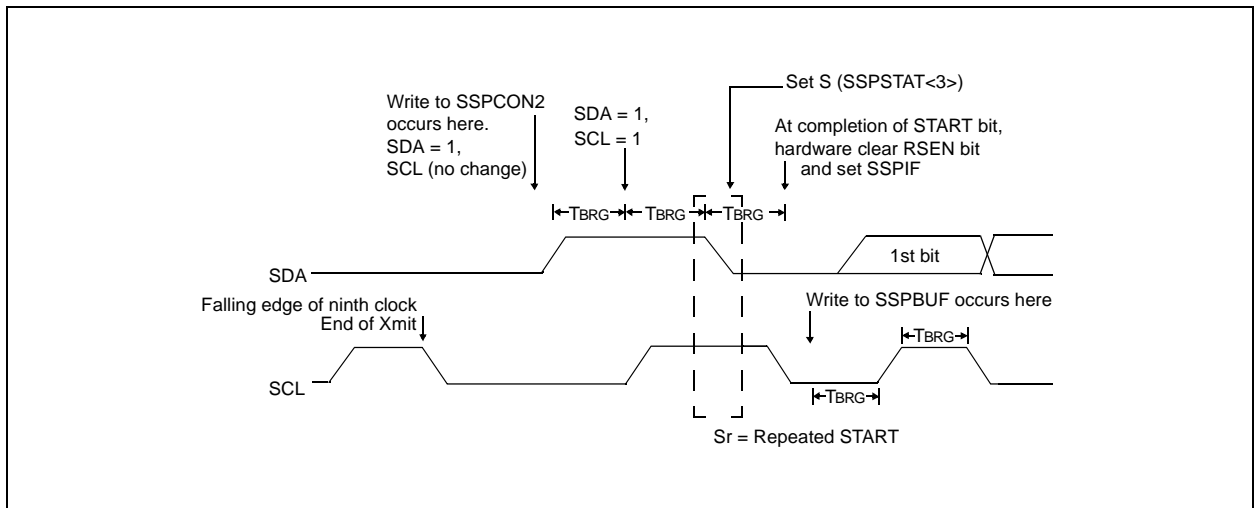 Set S (SSPSTAT<3>)
Write to SSPCON2
occurs here.
SDA = 1,
SCL (no change)
SDA = 1,
SCL = 1
At completion of START bit,
hardware clear RSEN bit
and set SSPIF
TBRG
TBRG
TBRG
SDA
1st bit
Falling edge of ninth clock
End of Xmit
Write to SSPBUF occurs here
TBRG
SCL
TBRG
Sr = Repeated START